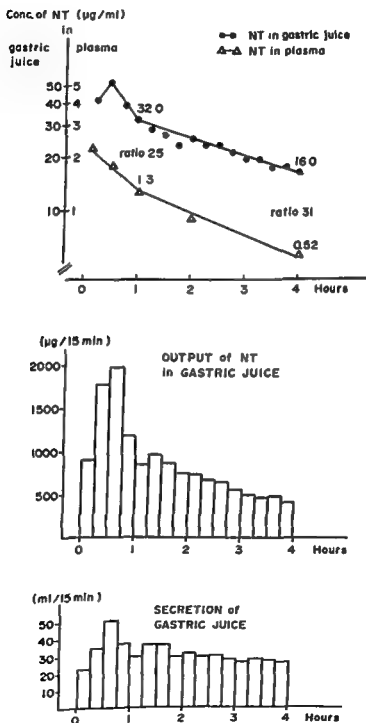 Conc. of NT (µg/ml)
in
gastric juice
plasma
● ● NT in gastric juice
△—△ NT in plasma
50 5
40 4
30 3
20 2
10 1
32.0
ratio 25
1.3
16.0
ratio 31
0.52
0 1 2 3 4 Hours
(µg/15 min)
OUTPUT of NT
in GASTRIC JUICE
2000
1500
1000
500
0 1 2 3 4 Hours
(ml/15 min)
SECRETION of
GASTRIC JUICE
50
40
30
20
10
0 1 2 3 4 Hours